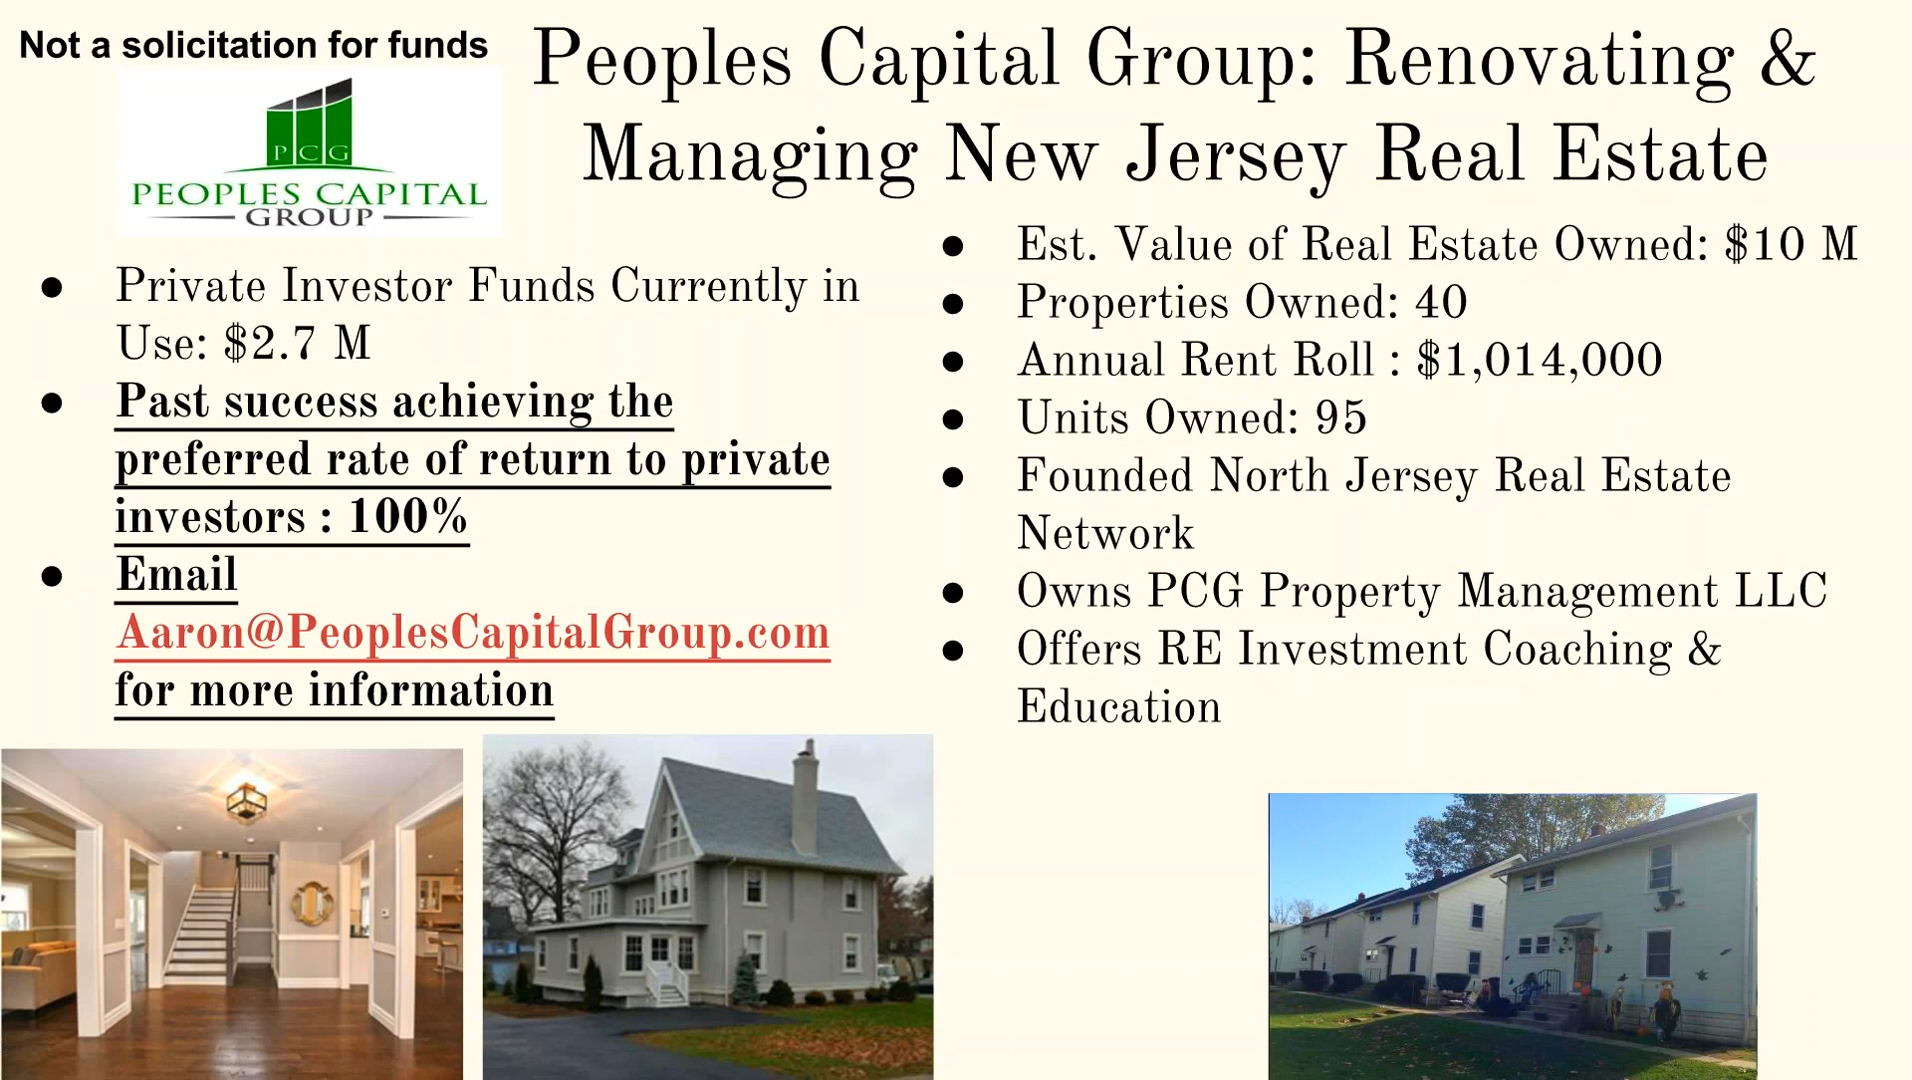 Not a solicitation for funds
PCG
PEOPLES CAPITAL
GROUP
Peoples Capital Group: Renovating &
Managing New Jersey Real Estate
● Private Investor Funds Currently in
Use: $2.7 M
● Past success achieving the
preferred rate of return to private
investors : 100%
● Email
Aaron@PeoplesCapitalGroup.com
for more information
● Est. Value of Real Estate Owned: $10 M
● Properties Owned: 40
● Annual Rent Roll : $1,014,000
● Units Owned: 95
● Founded North Jersey Real Estate
Network
● Owns PCG Property Management LLC
● Offers RE Investment Coaching &
Education